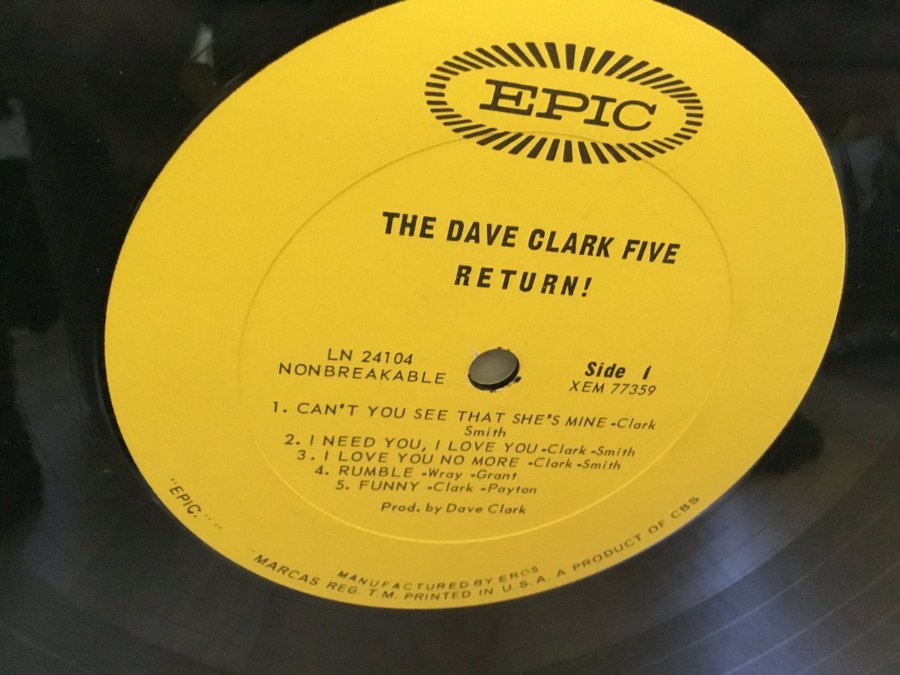 EPIC
THE DAVE CLARK FIVE
RETURN!
LN 24104
NONBREAKABLE
Side 1
XEM 77359
1. CAN'T YOU SEE THAT SHE'S MINE -Clark
Smith
2. I NEED YOU, I LOVE YOU -Clark -Smith
3. I LOVE YOU NO MORE -Clark -Smith
4. RUMBLE -Wray -Grant
5. FUNNY -Clark -Payton
Prod. by Dave Clark
"EPIC,"
MANUFACTURED BY EROS
MARCAS REG. T.M. PRINTED IN U.S.A. A PRODUCT OF CBS